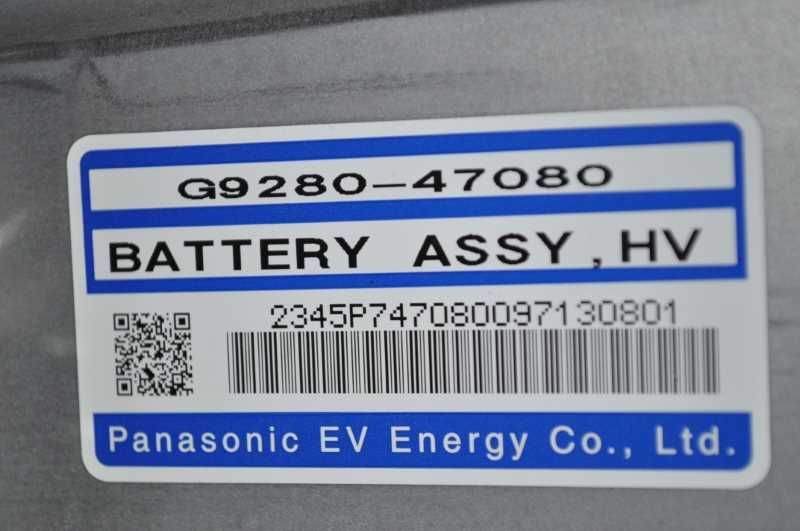 G9280-47080
BATTERY ASSY, HV
2345P747080097130801
Panasonic EV Energy Co., Ltd.